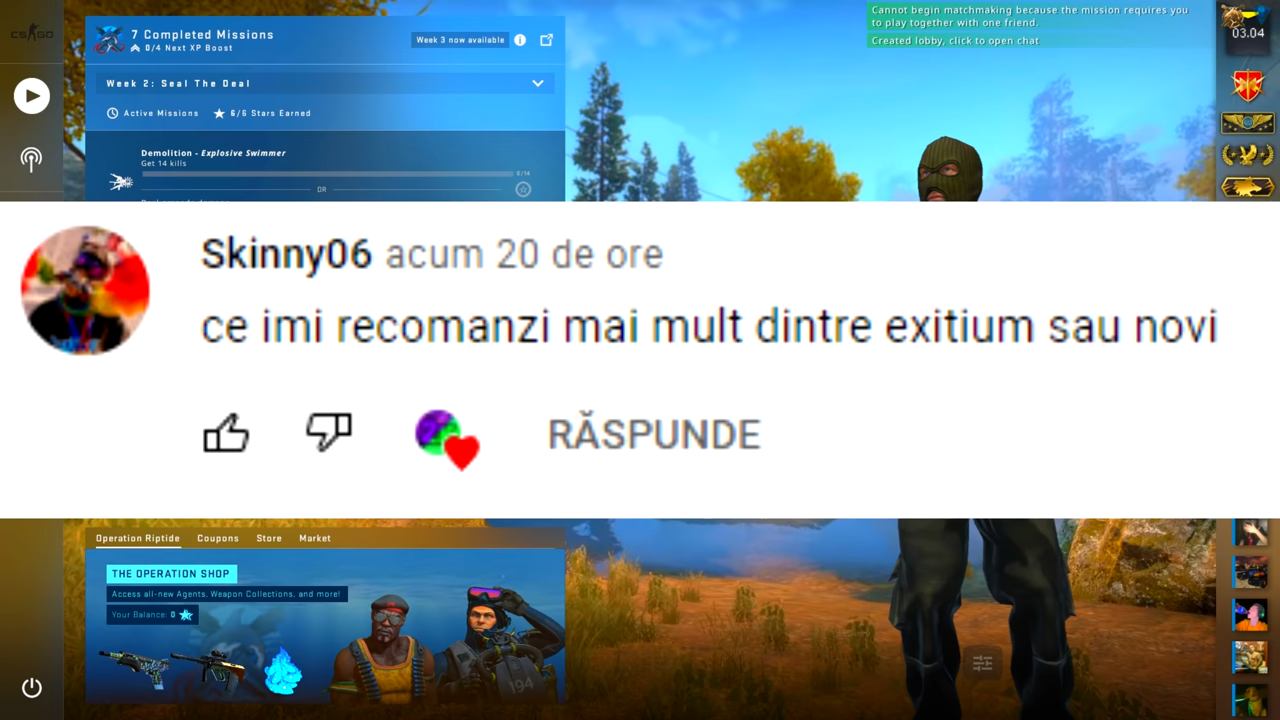 CS GO
7 Completed Missions
0/4 Next XP Boost
Week 3 now available
Week 2: Seal The Deal
Active Missions
6/6 Stars Earned
Demolition - Explosive Swimmer
Get 14 kills
0/14
OR
Cannot begin matchmaking because the mission requires you
to play together with one friend.
Created lobby, click to open chat
03.04
Skinny06 acum 20 de ore
ce imi recomanzi mai mult dintre exitium sau novi
RĂSPUNDE
Operation Riptide
Coupons
Store
Market
THE OPERATION SHOP
Access all-new Agents, Weapon Collections, and more!
Your Balance: 0
194